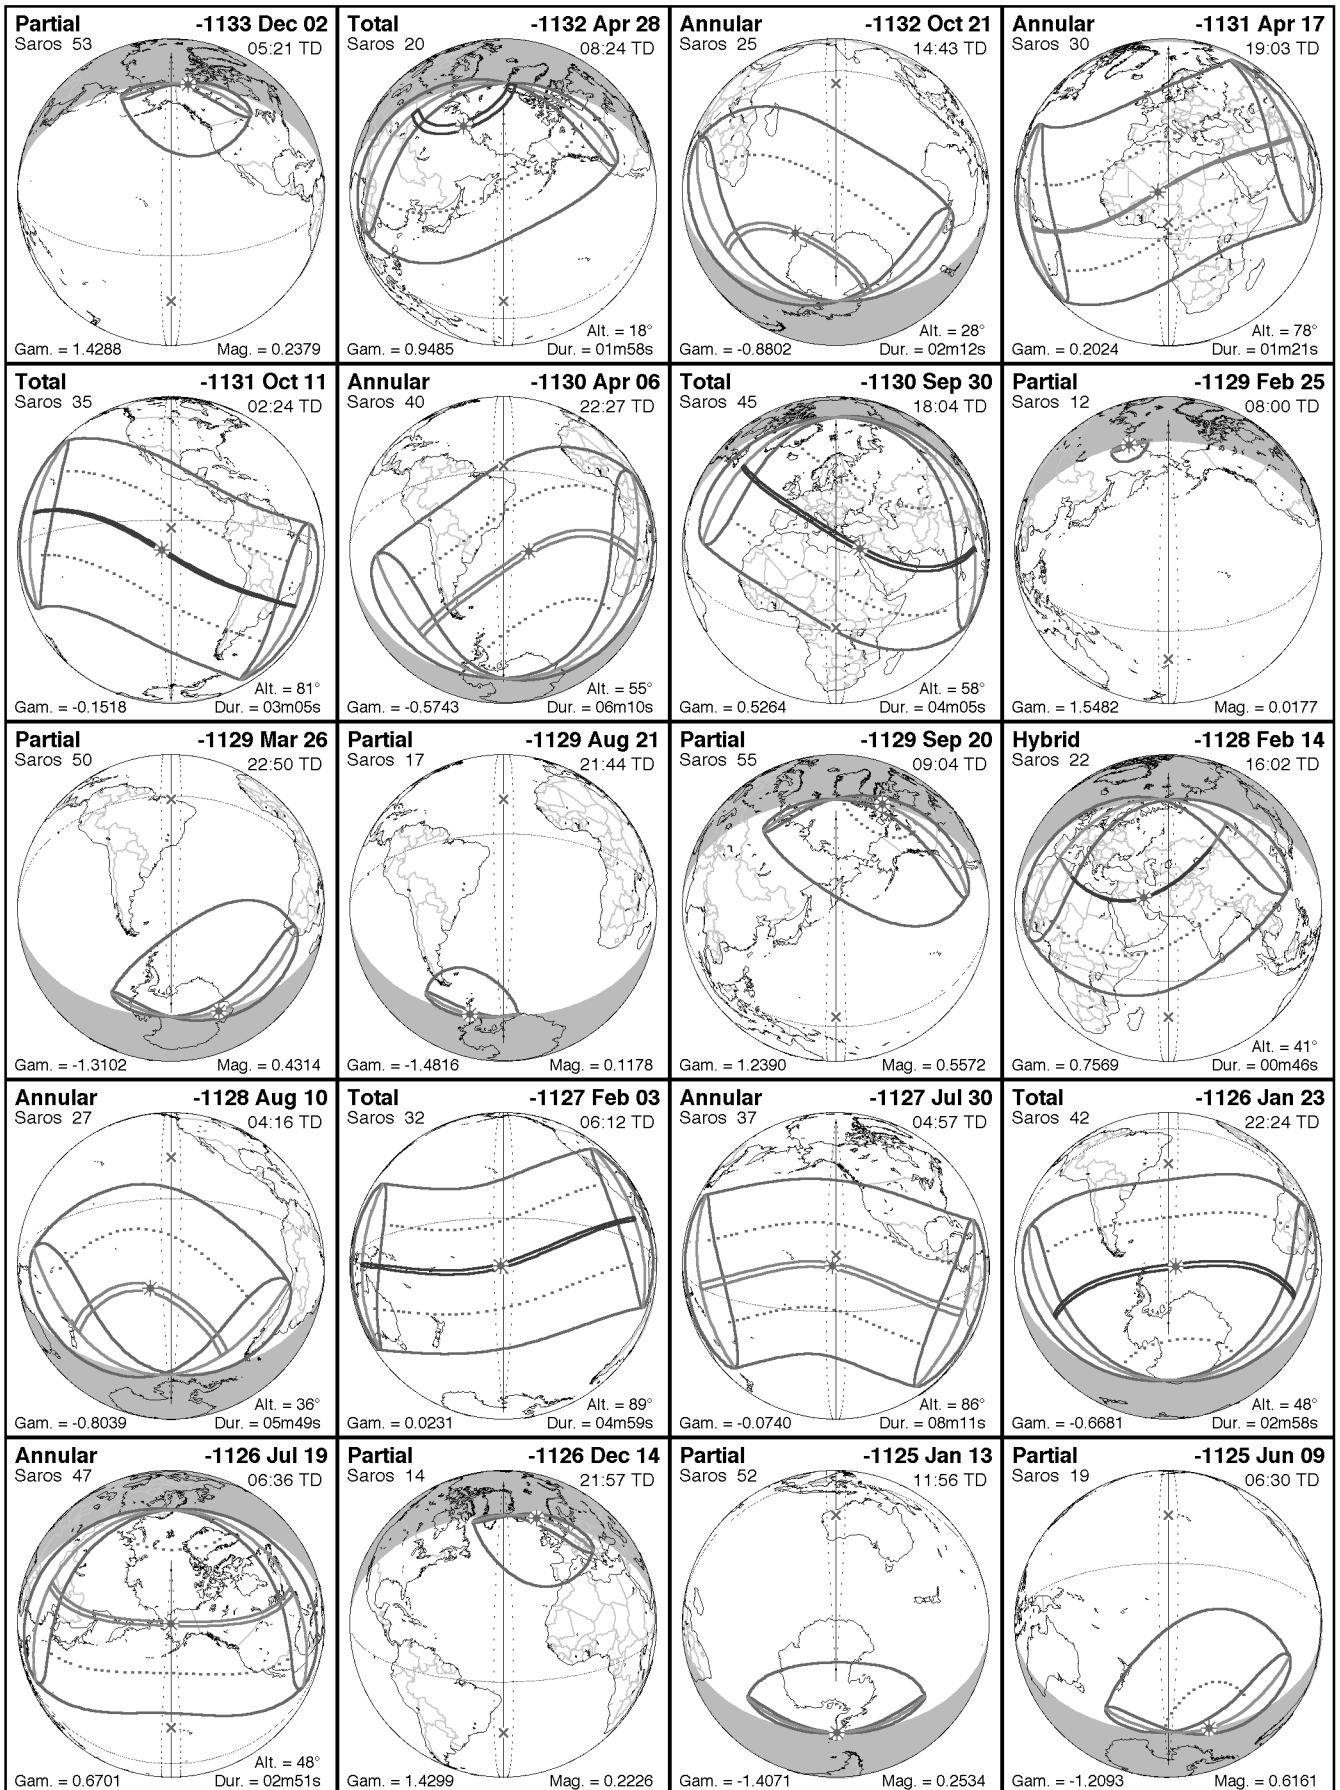 Partial -1133 Dec 02
Saros 53 05:21 TD
Gam. = 1.4288 Mag. = 0.2379
Total -1132 Apr 28
Saros 20 08:24 TD
Alt. = 18°
Gam. = 0.9485 Dur. = 01m58s
Annular -1132 Oct 21
Saros 25 14:43 TD
Alt. = 28°
Gam. = -0.8802 Dur. = 02m12s
Annular -1131 Apr 17
Saros 30 19:03 TD
Alt. = 78°
Gam. = 0.2024 Dur. = 01m21s
Total -1131 Oct 11
Saros 35 02:24 TD
Alt. = 81°
Gam. = -0.1518 Dur. = 03m05s
Annular -1130 Apr 06
Saros 40 22:27 TD
Alt. = 55°
Gam. = -0.5743 Dur. = 06m10s
Total -1130 Sep 30
Saros 45 18:04 TD
Alt. = 58°
Gam. = 0.5264 Dur. = 04m05s
Partial -1129 Feb 25
Saros 12 08:00 TD
Gam. = 1.5482 Mag. = 0.0177
Partial -1129 Mar 26
Saros 50 22:50 TD
Gam. = -1.3102 Mag. = 0.4314
Partial -1129 Aug 21
Saros 17 21:44 TD
Gam. = -1.4816 Mag. = 0.1178
Partial -1129 Sep 20
Saros 55 09:04 TD
Gam. = 1.2390 Mag. = 0.5572
Hybrid -1128 Feb 14
Saros 22 16:02 TD
Alt. = 41°
Gam. = 0.7569 Dur. = 00m46s
Annular -1128 Aug 10
Saros 27 04:16 TD
Alt. = 36°
Gam. = -0.8039 Dur. = 05m49s
Total -1127 Feb 03
Saros 32 06:12 TD
Alt. = 89°
Gam. = 0.0231 Dur. = 04m59s
Annular -1127 Jul 30
Saros 37 04:57 TD
Alt. = 86°
Gam. = -0.0740 Dur. = 08m11s
Total -1126 Jan 23
Saros 42 22:24 TD
Alt. = 48°
Gam. = -0.6681 Dur. = 02m58s
Annular -1126 Jul 19
Saros 47 06:36 TD
Alt. = 48°
Gam. = 0.6701 Dur. = 02m51s
Partial -1126 Dec 14
Saros 14 21:57 TD
Gam. = 1.4299 Mag. = 0.2226
Partial -1125 Jan 13
Saros 52 11:56 TD
Gam. = -1.4071 Mag. = 0.2534
Partial -1125 Jun 09
Saros 19 06:30 TD
Gam. = -1.2093 Mag. = 0.6161